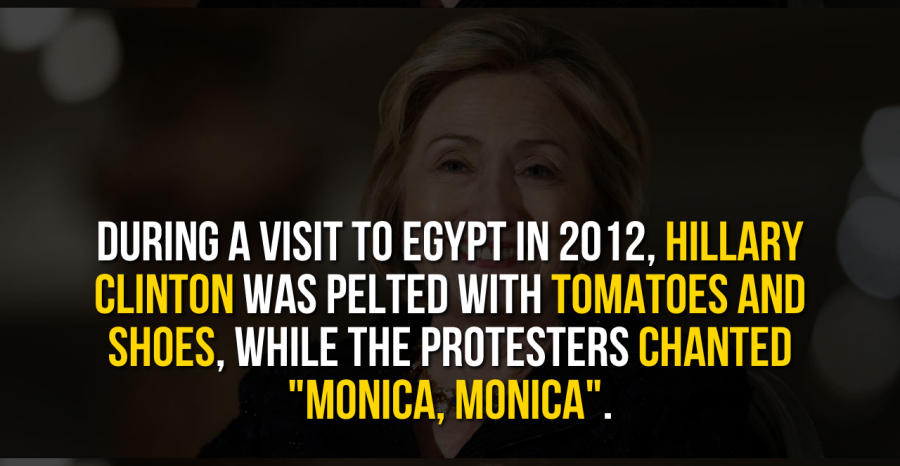 DURING A VISIT TO EGYPT IN 2012, HILLARY
CLINTON WAS PELTED WITH TOMATOES AND
SHOES, WHILE THE PROTESTERS CHANTED
"MONICA, MONICA".